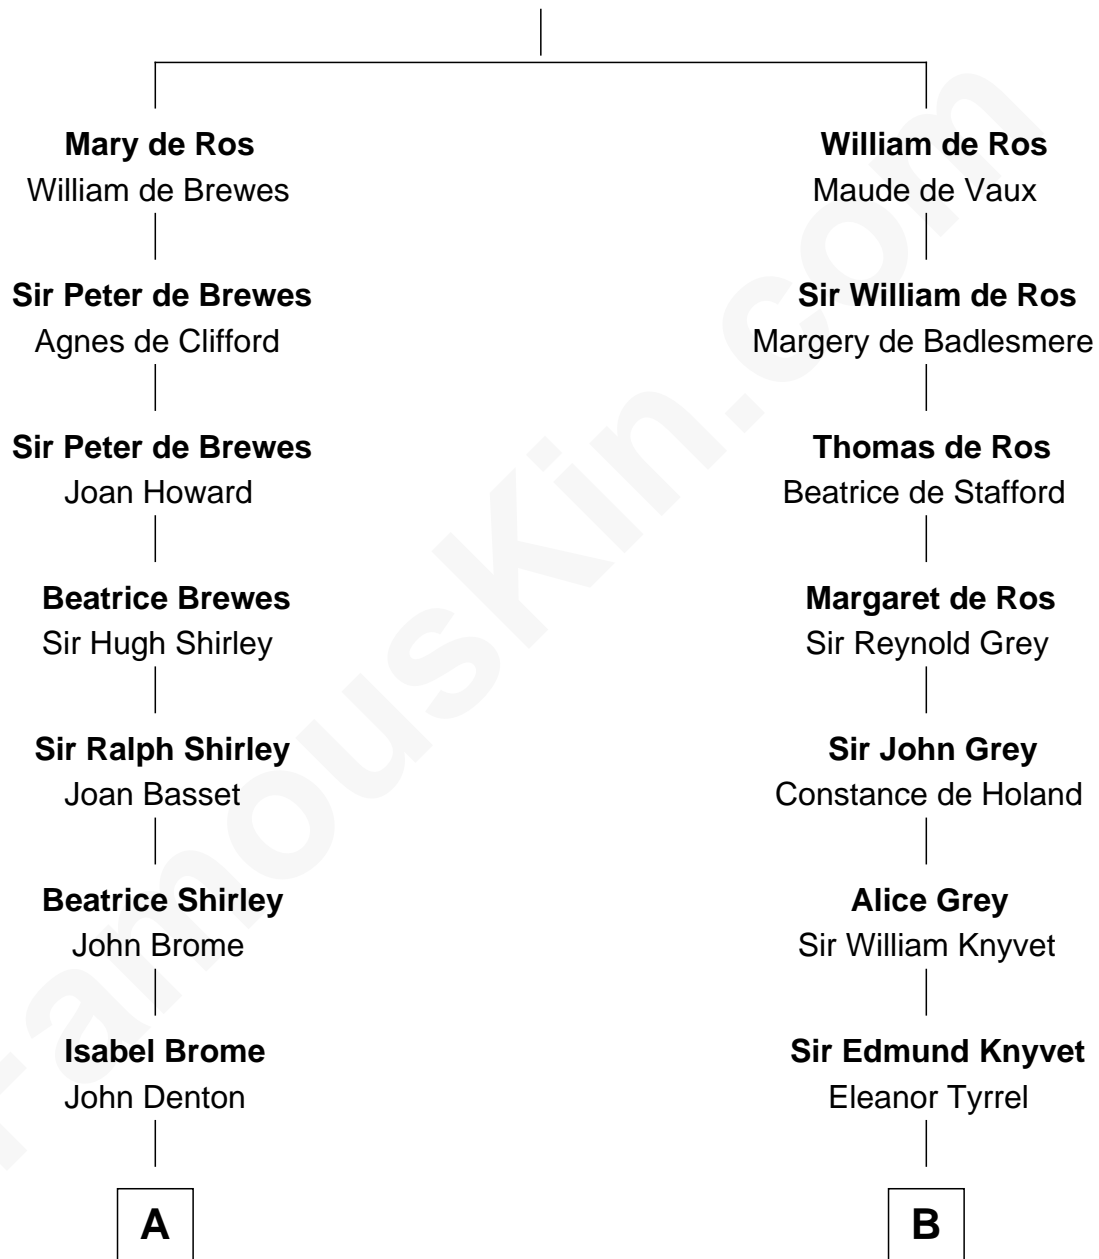 Mary de Ros
William de Brewes
Sir Peter de Brewes
Agnes de Clifford
Sir Peter de Brewes
Joan Howard
Beatrice Brewes
Sir Hugh Shirley
Sir Ralph Shirley
Joan Basset
Beatrice Shirley
John Brome
Isabel Brome
John Denton
A
William de Ros
Maude de Vaux
Sir William de Ros
Margery de Badlesmere
Thomas de Ros
Beatrice de Stafford
Margaret de Ros
Sir Reynold Grey
Sir John Grey
Constance de Holand
Alice Grey
Sir William Knyvet
Sir Edmund Knyvet
Eleanor Tyrrel
B
FamousKin.com